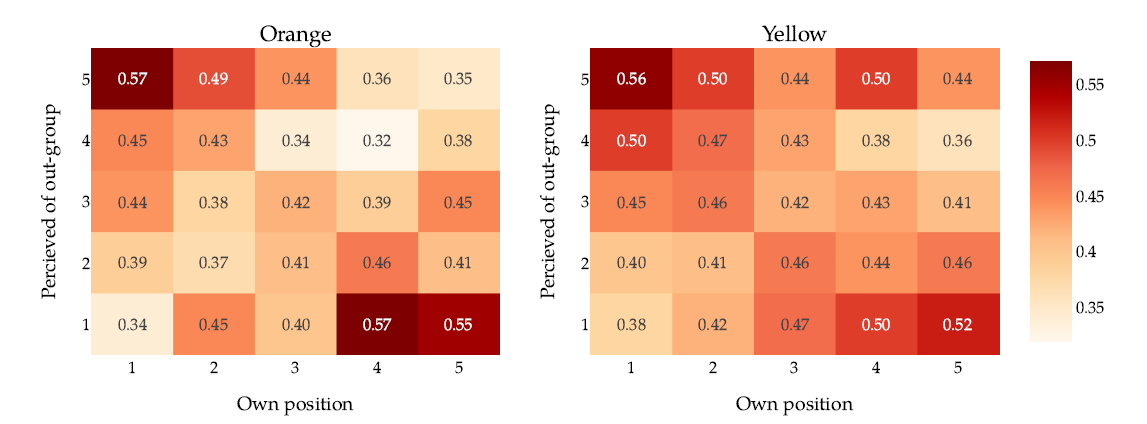 Orange
Percieved of out-group
5 0.57 0.49 0.44 0.36 0.35
4 0.45 0.43 0.34 0.32 0.38
3 0.44 0.38 0.42 0.39 0.45
2 0.39 0.37 0.41 0.46 0.41
1 0.34 0.45 0.40 0.57 0.55
1 2 3 4 5
Own position
Yellow
Percieved of out-group
5 0.56 0.50 0.44 0.50 0.44
4 0.50 0.47 0.43 0.38 0.36
3 0.45 0.46 0.42 0.43 0.41
2 0.40 0.41 0.46 0.44 0.46
1 0.38 0.42 0.47 0.50 0.52
1 2 3 4 5
Own position
0.55
0.5
0.45
0.4
0.35